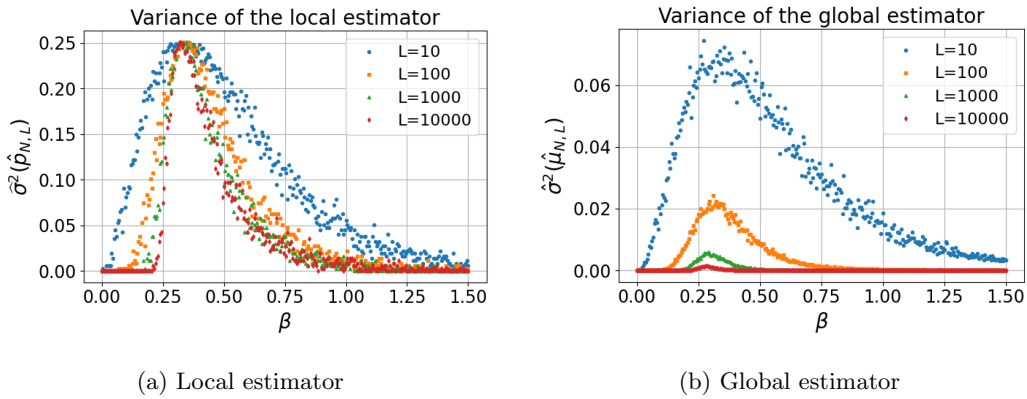 Variance of the local estimator
0.25
0.20
0.15
0.10
0.05
0.00
σ̂²(p̂_{N,L})
0.00 0.25 0.50 0.75 1.00 1.25 1.50
β
L=10
L=100
L=1000
L=10000
(a) Local estimator
Variance of the global estimator
0.06
0.04
0.02
0.00
σ̂²(μ̂_{N,L})
0.00 0.25 0.50 0.75 1.00 1.25 1.50
β
L=10
L=100
L=1000
L=10000
(b) Global estimator